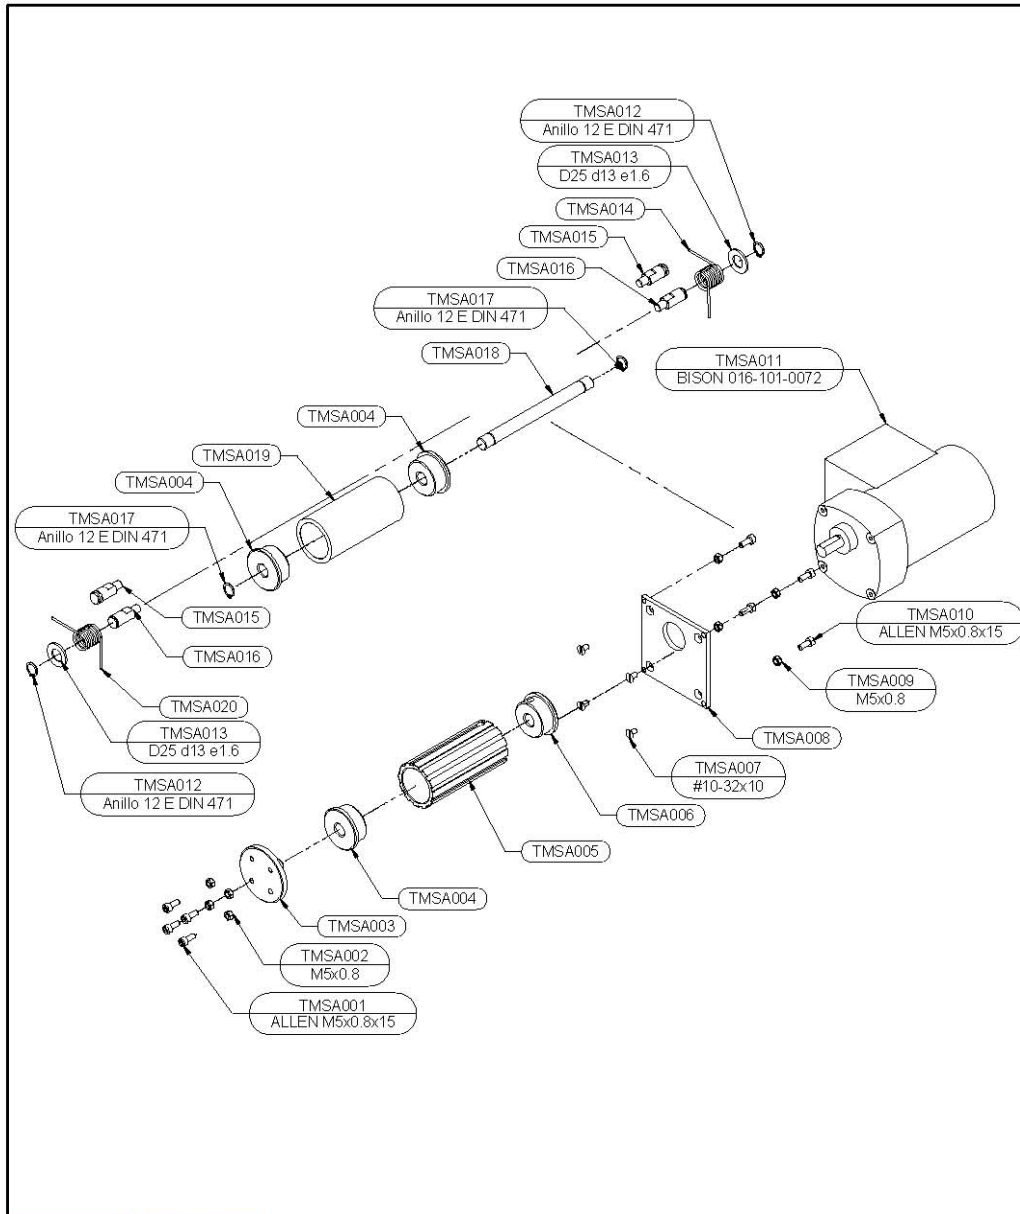 TMSA012
Anillo 12 E DIN 471
TMSA013
D25 d13 e1.6
TMSA014
TMSA015
TMSA016
TMSA017
Anillo 12 E DIN 471
TMSA018
TMSA011
BISON 016-101-0072
TMSA004
TMSA019
TMSA004
TMSA017
Anillo 12 E DIN 471
TMSA015
TMSA016
TMSA010
ALLEN M5x0.8x15
TMSA009
M5x0.8
TMSA020
TMSA013
D25 d13 e1.6
TMSA008
TMSA012
Anillo 12 E DIN 471
TMSA007
#10-32x10
TMSA006
TMSA005
TMSA004
TMSA003
TMSA002
M5x0.8
TMSA001
ALLEN M5x0.8x15